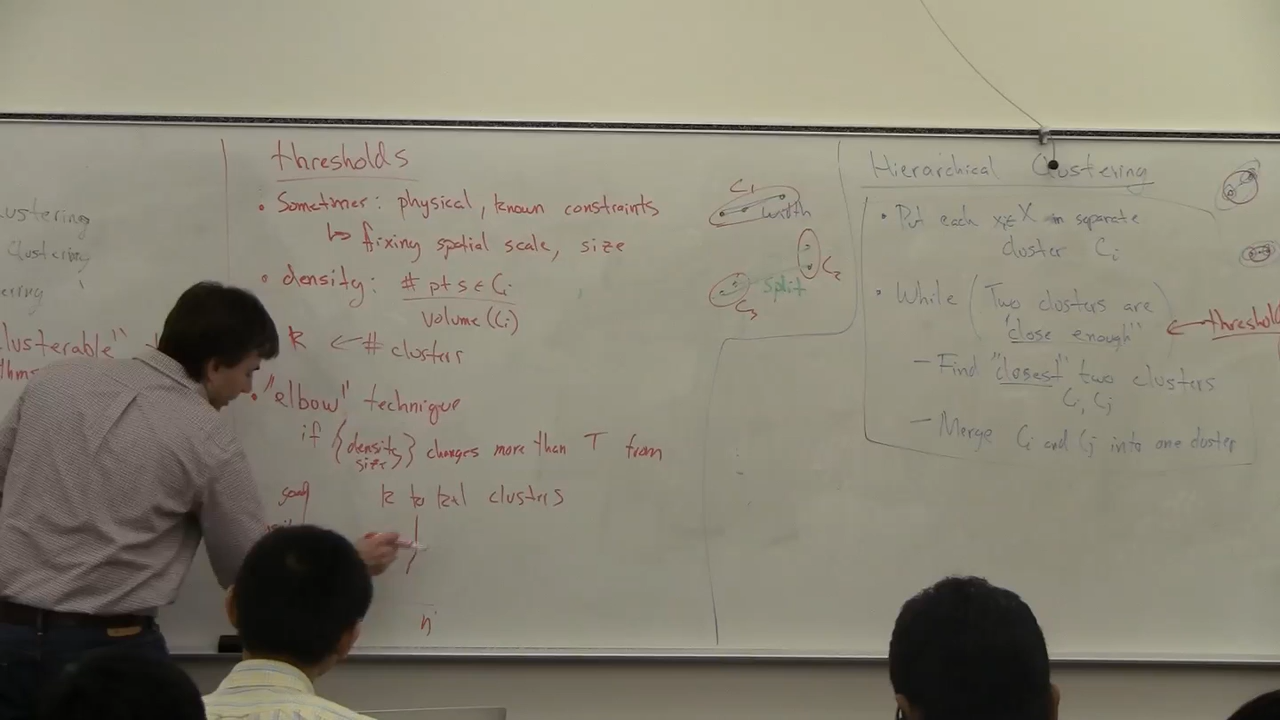 clustering
Clustering
ering
clusterable"
thms
thresholds
• Sometimes: physical, known constraints
↳ fixing spatial scale, size
• density: # pts ∈ Ci
Volume (Ci)
k ← # clusters
• "elbow" technique
if {density
size} changes more than T from
k to k+1 clusters
n
C1
width
C2
split
C3
Hierarchical Clustering
• Put each xi∈X in separate
cluster Ci
• While (Two clusters are
"close enough")
← threshold
– Find "closest" two clusters
Ci, Cj
– Merge Ci and Cj into one cluster